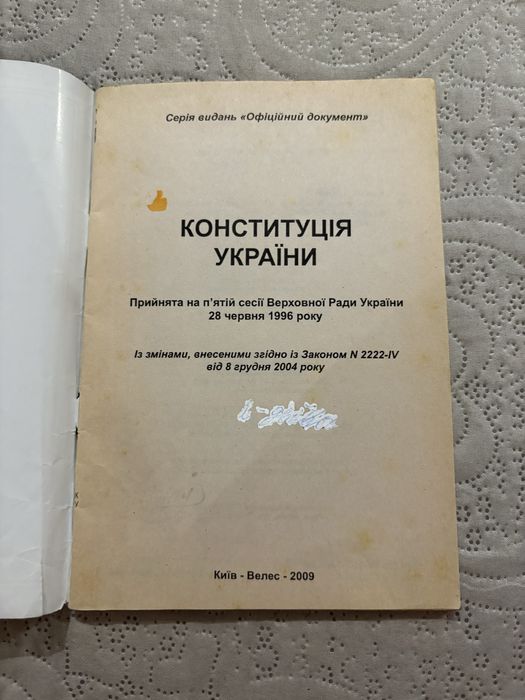 Серія видань «Офіційний документ»
КОНСТИТУЦІЯ
УКРАЇНИ
Прийнята на п'ятій сесії Верховної Ради України
28 червня 1996 року
Із змінами, внесеними згідно із Законом N 2222-IV
від 8 грудня 2004 року
Київ - Велес - 2009